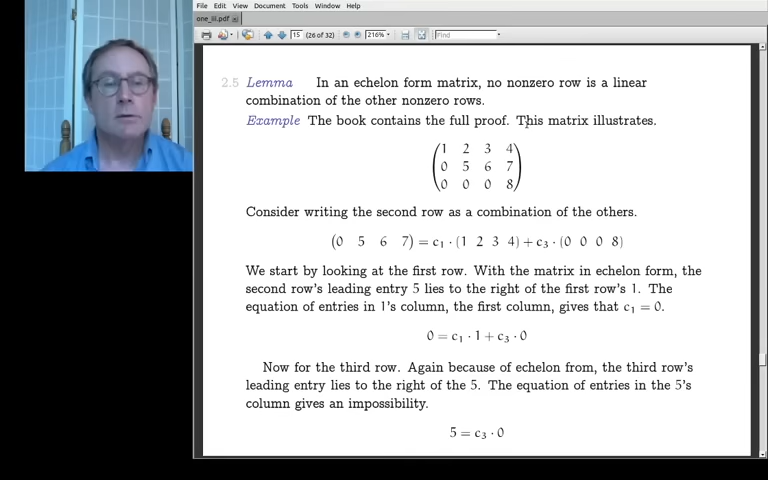 File Edit View Document Tools Window Help
one_iii.pdf
15 (26 of 32) 216% Find
2.5 Lemma In an echelon form matrix, no nonzero row is a linear
combination of the other nonzero rows.
Example The book contains the full proof. This matrix illustrates.
1 2 3 4
0 5 6 7
0 0 0 8
Consider writing the second row as a combination of the others.
(0 5 6 7) = c₁ · (1 2 3 4) + c₃ · (0 0 0 8)
We start by looking at the first row. With the matrix in echelon form, the
second row's leading entry 5 lies to the right of the first row's 1. The
equation of entries in 1's column, the first column, gives that c₁ = 0.
0 = c₁ · 1 + c₃ · 0
Now for the third row. Again because of echelon from, the third row's
leading entry lies to the right of the 5. The equation of entries in the 5's
column gives an impossibility.
5 = c₃ · 0